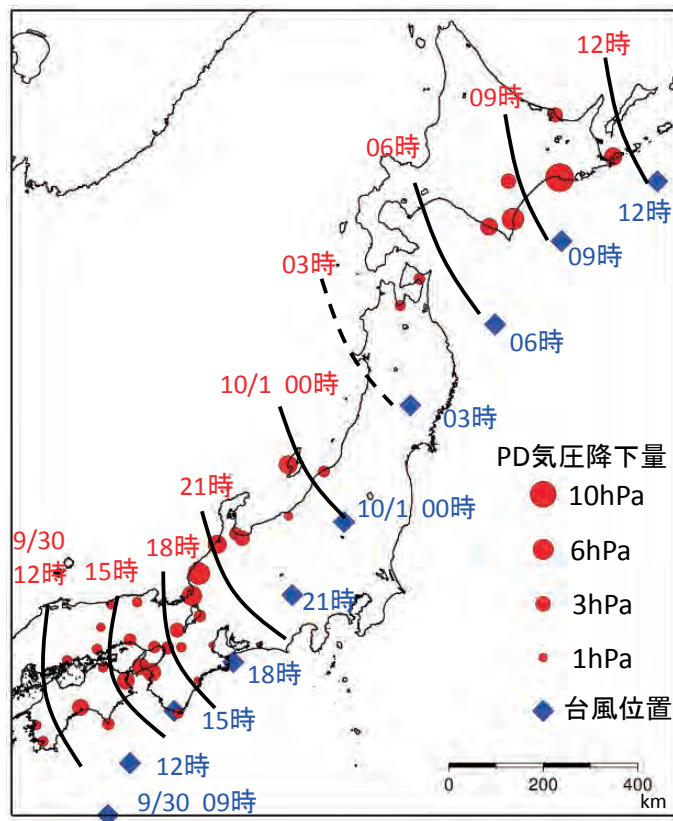 12時
09時
06時
12時
09時
03時
06時
10/1 00時
03時
PD気圧降下量
10hPa
21時
10/1 00時
9/30
12時
15時
18時
6hPa
21時
3hPa
18時
1hPa
15時
台風位置
12時
9/30 09時
0
200
400
km